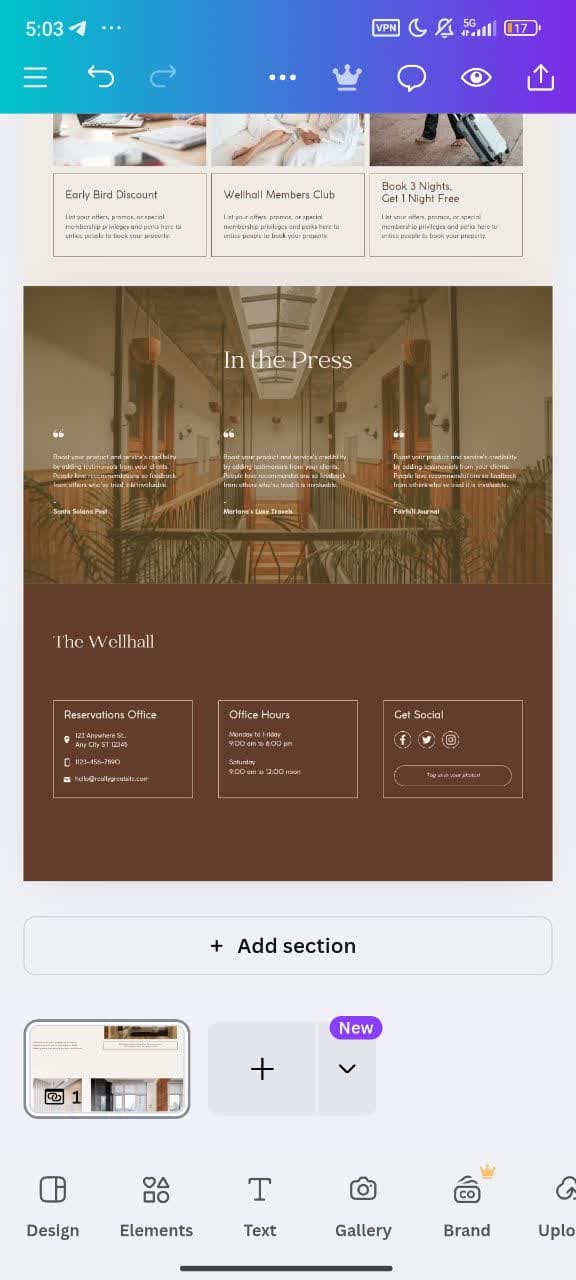 5:03
VPN
5G
17
Early Bird Discount
List your offers, promos, or special
membership privileges and perks here to
entice people to book your property.
Wellhall Members Club
List your offers, promos, or special
membership privileges and perks here to
entice people to book your property.
Book 3 Nights,
Get 1 Night Free
List your offers, promos, or special
membership privileges and perks here to
entice people to book your property.
In the Press
Boost your product and service's credibility
by adding testimonials from your clients.
People love recommendations so feedback
from others who've tried it is invaluable.
-
Santa Solana Post
Boost your product and service's credibility
by adding testimonials from your clients.
People love recommendations so feedback
from others who've tried it is invaluable.
-
Mariana's Luxe Travels
Boost your product and service's credibility
by adding testimonials from your clients.
People love recommendations so feedback
from others who've tried it is invaluable.
-
Fairhill Journal
The Wellhall
Reservations Office
123 Anywhere St.,
Any City ST 12345
1123-456-7890
hello@reallygreatsite.com
Office Hours
Monday to Friday
9:00 am to 6:00 pm
Saturday
9:00 am to 12:00 noon
Get Social
Tag us in your photos!
+ Add section
1
New
Design
Elements
Text
Gallery
CO
Brand
Uplo